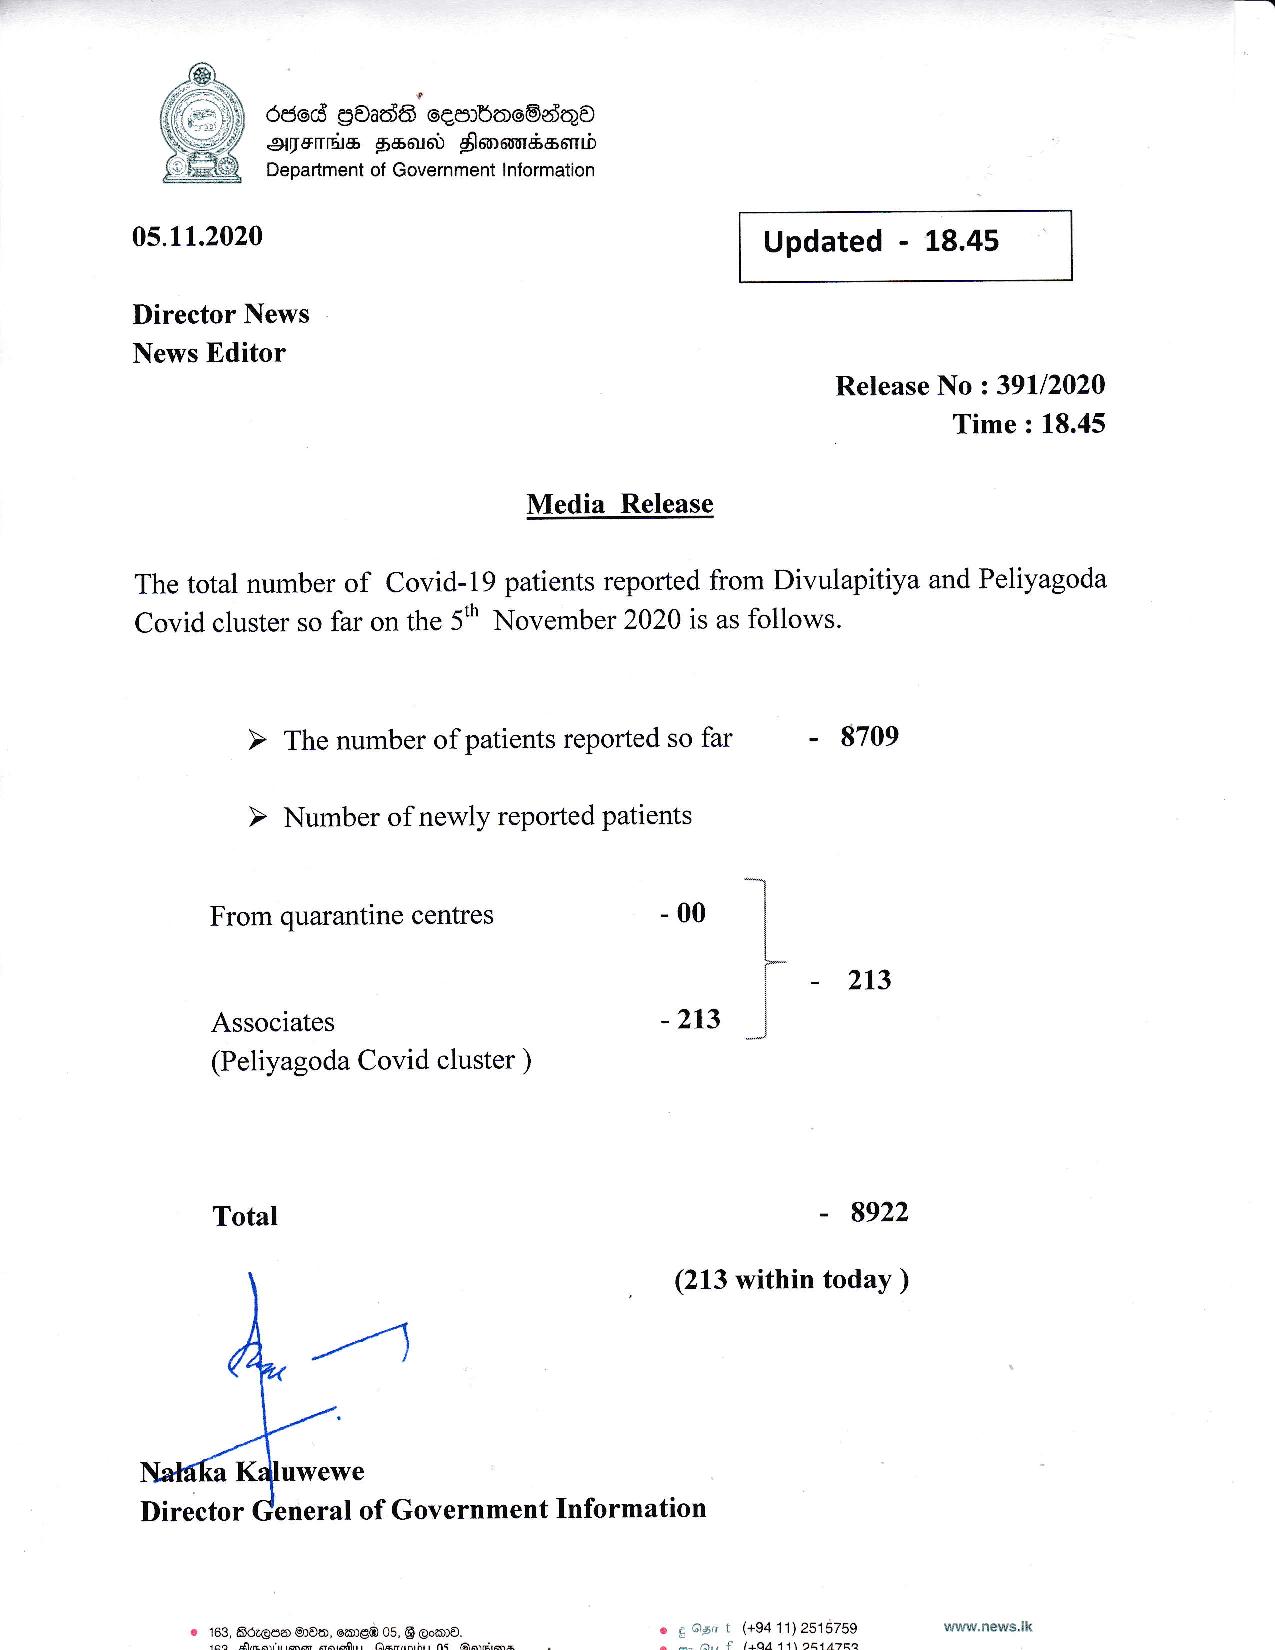 රජයේ ප්‍රවෘත්ති දෙපාර්තමේන්තුව
அரசாங்க தகவல் திணைக்களம்
Department of Government Information
05.11.2020
Updated - 18.45
Director News
News Editor
Release No : 391/2020
Time : 18.45
Media Release
The total number of Covid-19 patients reported from Divulapitiya and Peliyagoda
Covid cluster so far on the 5th November 2020 is as follows.
➢ The number of patients reported so far - 8709
➢ Number of newly reported patients
From quarantine centres - 00
- 213
Associates - 213
(Peliyagoda Covid cluster )
Total - 8922
(213 within today )
Nalaka Kaluwewe
Director General of Government Information
163, කිරුලපන මාවත, කොළඹ 05, ශ්‍රී ලංකාව. (+94 11) 2515759 www.news.lk
(+94 11) 2514753